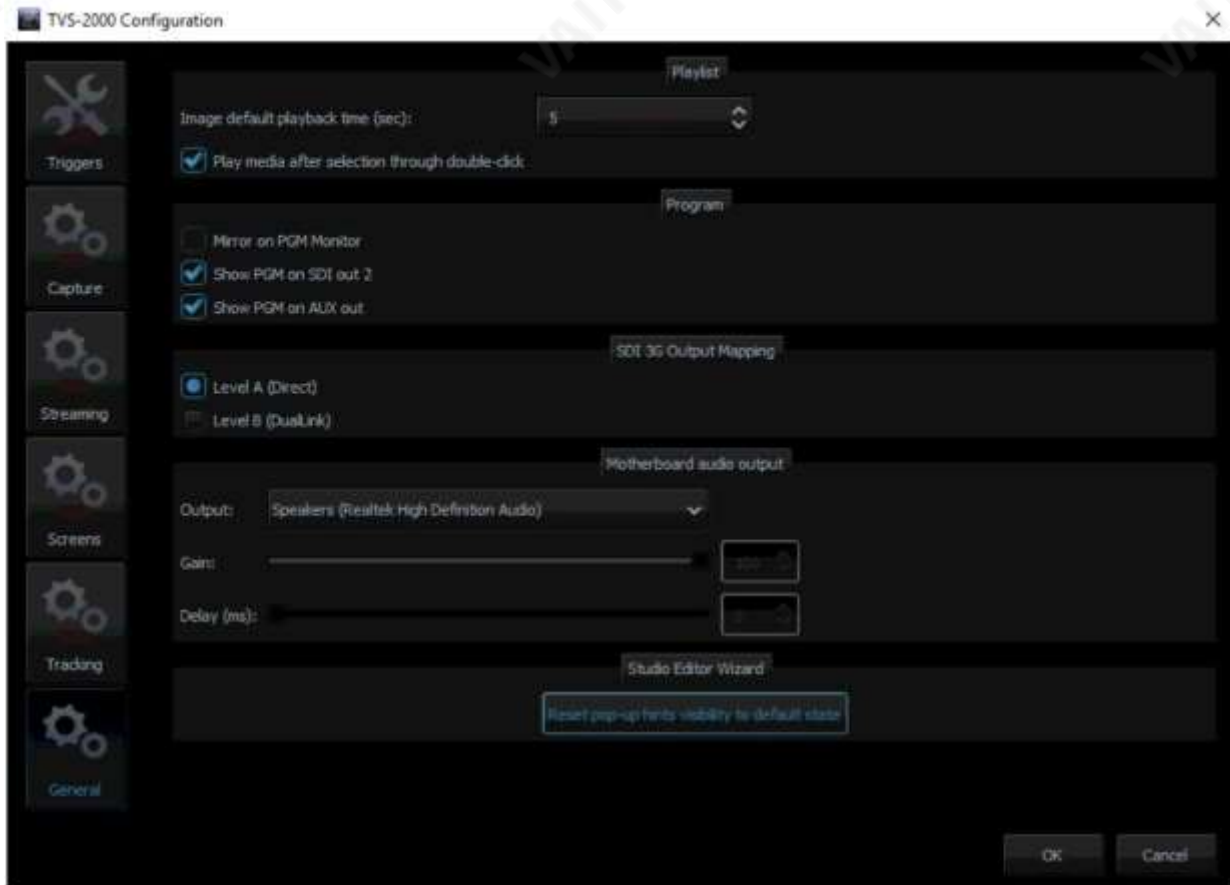 TVS-2000 Configuration
Playlist
Image default playback time (sec): 5
Play media after selection through double-click
Program
Mirror on PGM Monitor
Show PGM on SDI out 2
Show PGM on AUX out
SDI 3G Output Mapping
Level A (Direct)
Level B (DualLink)
Motherboard audio output
Output: Speakers (Realtek High Definition Audio)
Gain:
Delay (ms):
Studio Editor Wizard
Reset pop-up hints visibility to default state
Triggers
Capture
Streaming
Screens
Tracking
General
OK Cancel